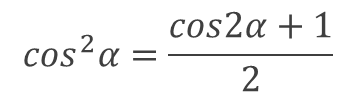 cos²α = (cos2α + 1)/2